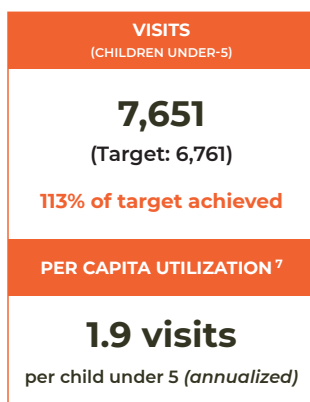 VISITS
(CHILDREN UNDER-5)
7,651
(Target: 6,761)
113% of target achieved
PER CAPITA UTILIZATION 7
1.9 visits
per child under 5 (annualized)